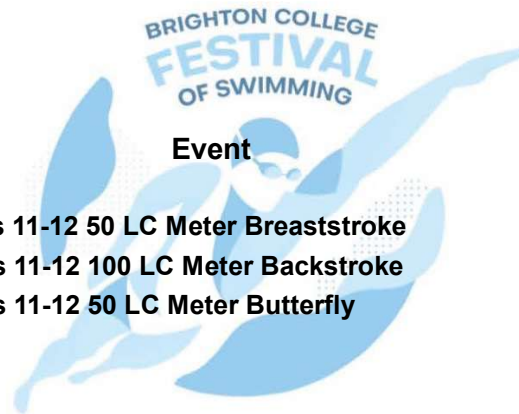 BRIGHTON COLLEGE
FESTIVAL
OF SWIMMING
Event
s 11-12 50 LC Meter Breaststroke
s 11-12 100 LC Meter Backstroke
s 11-12 50 LC Meter Butterfly